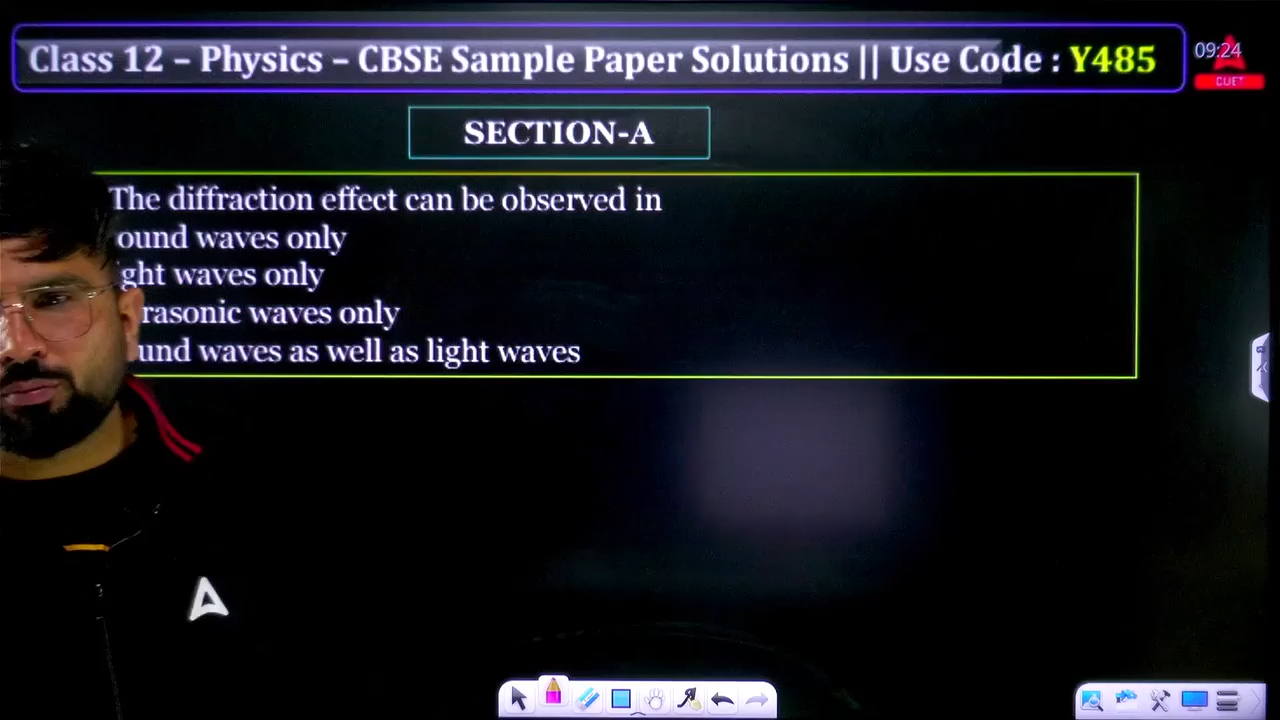 Class 12 – Physics – CBSE Sample Paper Solutions || Use Code : Y485
09:24
CUET
SECTION-A
The diffraction effect can be observed in
ound waves only
ght waves only
rasonic waves only
und waves as well as light waves